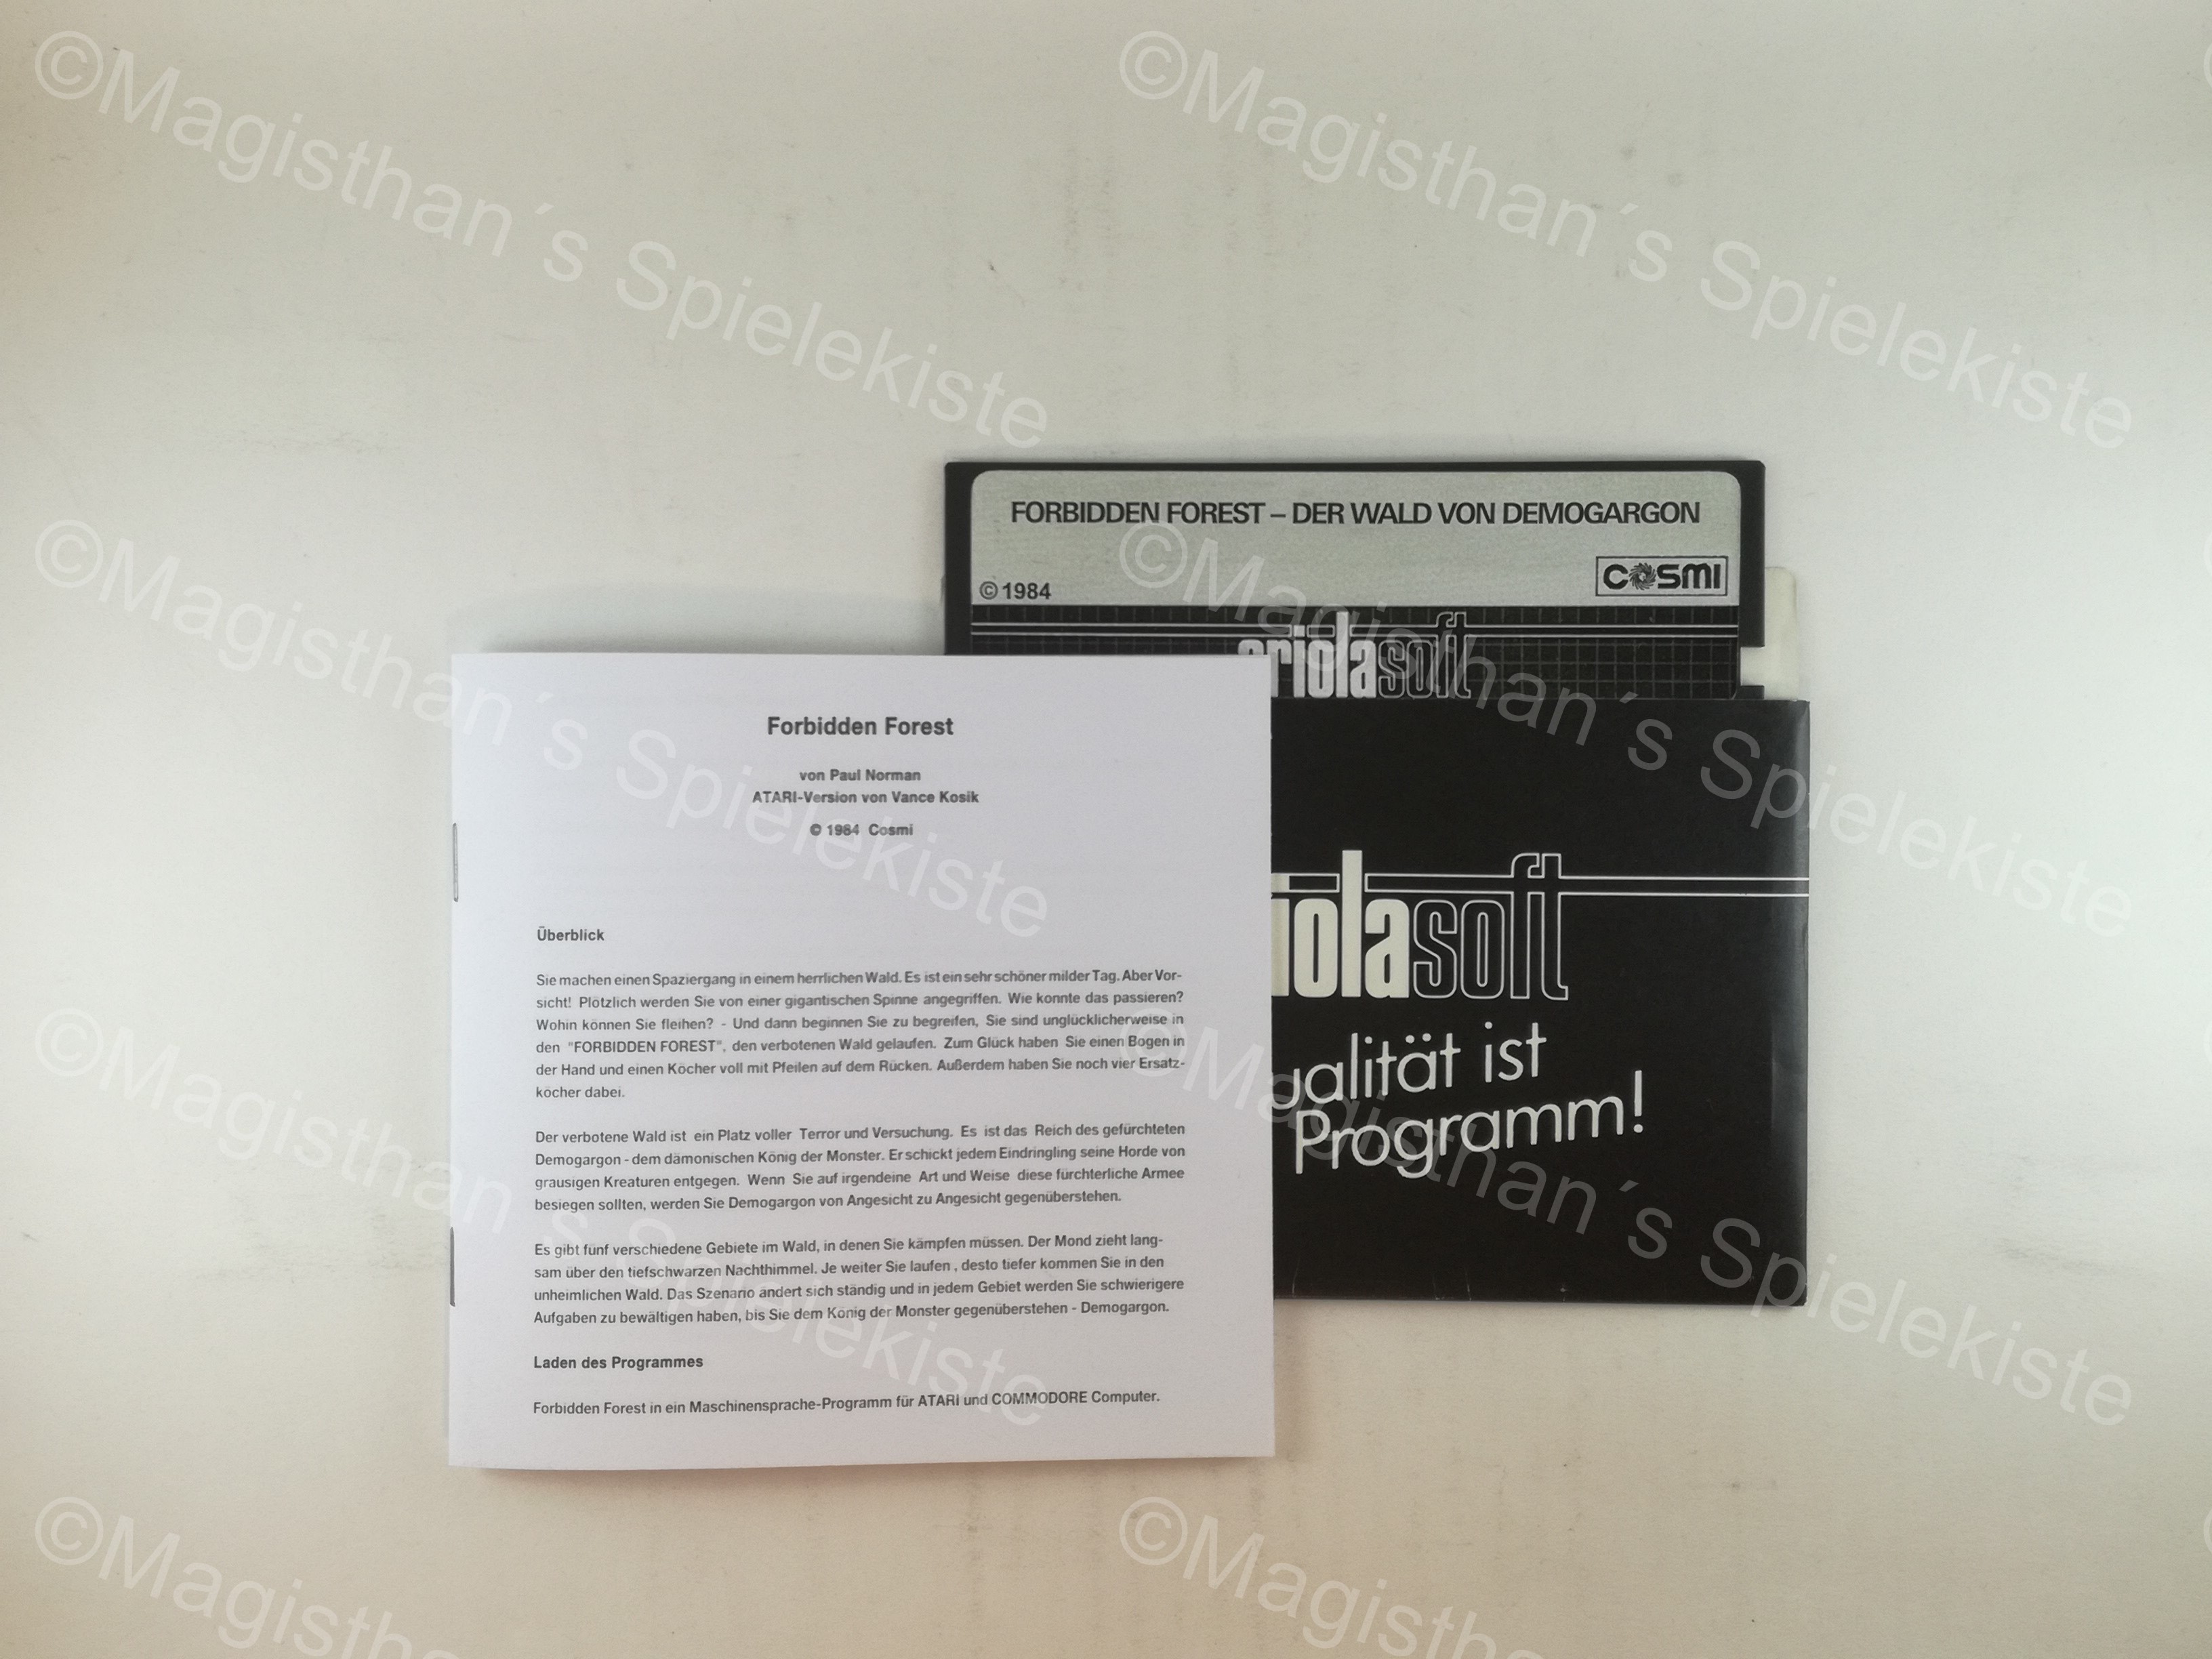 FORBIDDEN FOREST – DER WALD VON DEMOGARGON
© 1984
COSMI
ariolasoft
iolasoft
ualität ist
Programm!
Forbidden Forest
von Paul Norman
ATARI-Version von Vance Kosik
© 1984 Cosmi
Überblick
Sie machen einen Spaziergang in einem herrlichen Wald. Es ist ein sehr schöner milder Tag. Aber Vor-
sicht! Plötzlich werden Sie von einer gigantischen Spinne angegriffen. Wie konnte das passieren?
Wohin können Sie fleihen? - Und dann beginnen Sie zu begreifen, Sie sind unglücklicherweise in
den "FORBIDDEN FOREST", den verbotenen Wald gelaufen. Zum Glück haben Sie einen Bogen in
der Hand und einen Köcher voll mit Pfeilen auf dem Rücken. Außerdem haben Sie noch vier Ersatz-
köcher dabei.
Der verbotene Wald ist ein Platz voller Terror und Versuchung. Es ist das Reich des gefürchteten
Demogargon - dem dämonischen König der Monster. Er schickt jedem Eindringling seine Horde von
grausigen Kreaturen entgegen. Wenn Sie auf irgendeine Art und Weise diese fürchterliche Armee
besiegen sollten, werden Sie Demogargon von Angesicht zu Angesicht gegenüberstehen.
Es gibt fünf verschiedene Gebiete im Wald, in denen Sie kämpfen müssen. Der Mond zieht lang-
sam über den tiefschwarzen Nachthimmel. Je weiter Sie laufen , desto tiefer kommen Sie in den
unheimlichen Wald. Das Szenario ändert sich ständig und in jedem Gebiet werden Sie schwierigere
Aufgaben zu bewältigen haben, bis Sie dem König der Monster gegenüberstehen - Demogargon.
Laden des Programmes
Forbidden Forest in ein Maschinensprache-Programm für ATARI und COMMODORE Computer.
©Magisthan´s Spielekiste
©Magisthan´s Spielekiste
©Magisthan´s Spielekiste
©Magisthan´s Spielekiste
©Magisthan´s Spielekiste
©Magisthan´s Spielekiste
©Magisth
©Magisthan